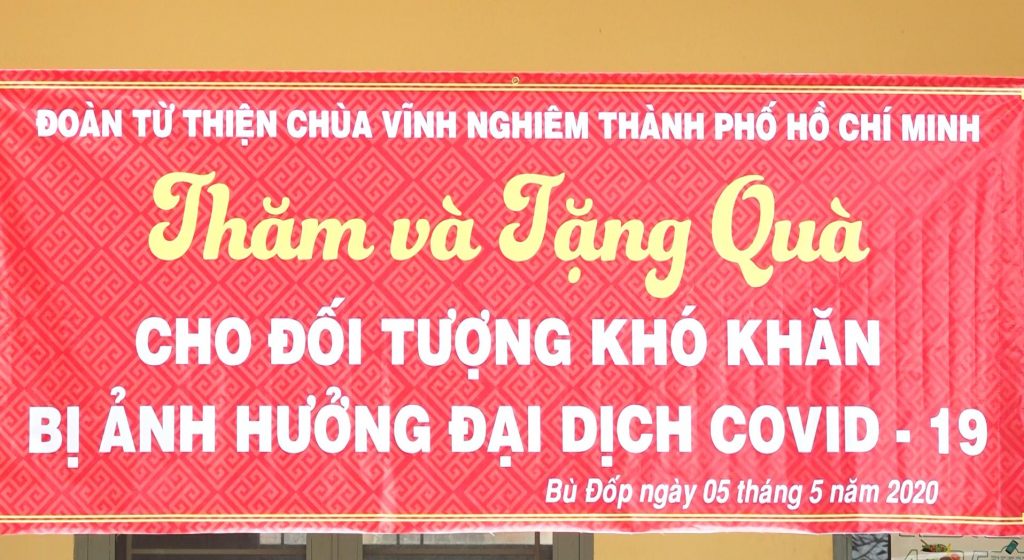 ĐOÀN TỪ THIỆN CHÙA VĨNH NGHIÊM THÀNH PHỐ HỒ CHÍ MINH
Thăm và Tặng Quà
CHO ĐỐI TƯỢNG KHÓ KHĂN
BỊ ẢNH HƯỞNG ĐẠI DỊCH COVID - 19
Bù Đốp ngày 05 tháng 5 năm 2020